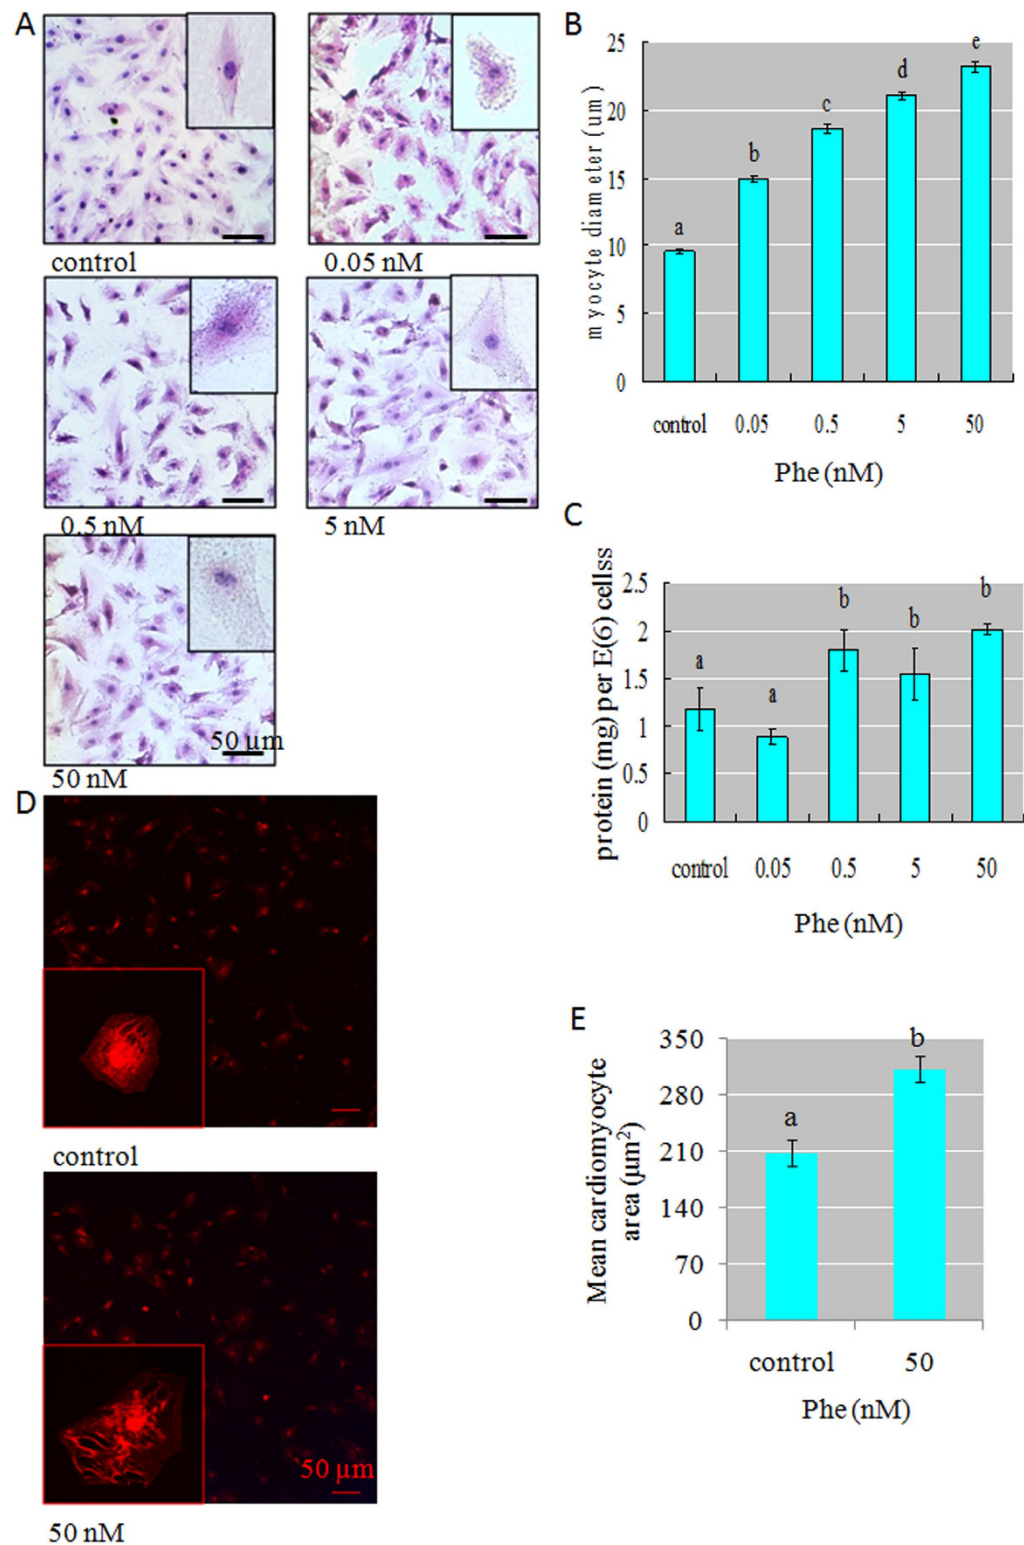 A
control
0.05 nM
0.5 nM
5 nM
50 µm
50 nM
B
myocyte diameter (um)
25
20
15
10
5
0
a
b
c
d
e
control 0.05 0.5 5 50
Phe (nM)
C
protein (mg) per E(6) cellss
2.5
2
1.5
1
0.5
0
a
a
b
b
b
control 0.05 0.5 5 50
Phe (nM)
D
control
50 µm
50 nM
E
Mean cardiomyocyte
area (µm²)
350
280
210
140
70
0
a
b
control 50
Phe (nM)